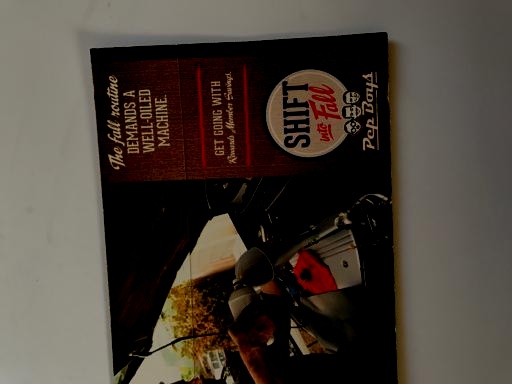 The fall routine
DEMANDS A
WELL-OILED
MACHINE.
GET GOING WITH
Rewards Member Savings!
SHIFT
into Fall
Pep Boys